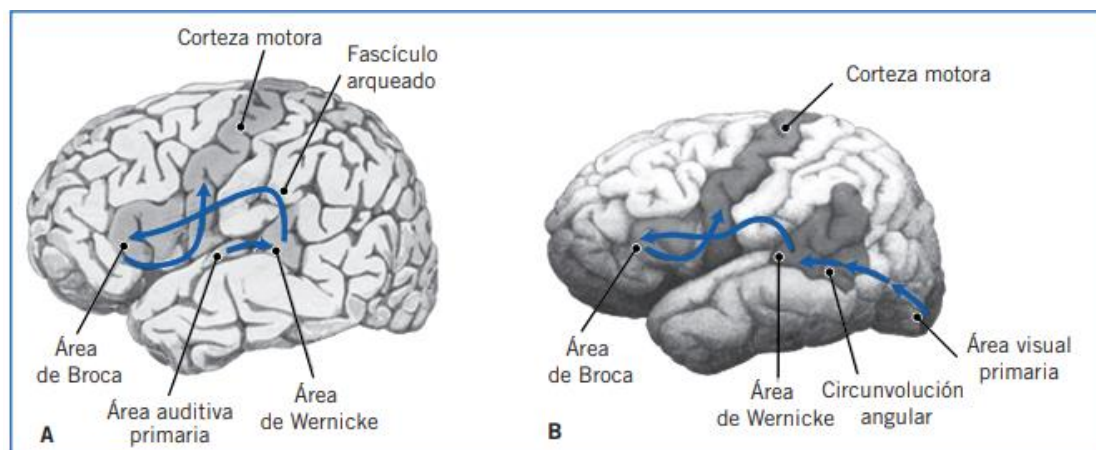 Corteza motora
Fascículo
arqueado
Área
de Broca
Área auditiva
primaria
Área
de Wernicke
A
Corteza motora
Área
de Broca
Área
de Wernicke
Circunvolución
angular
Área visual
primaria
B